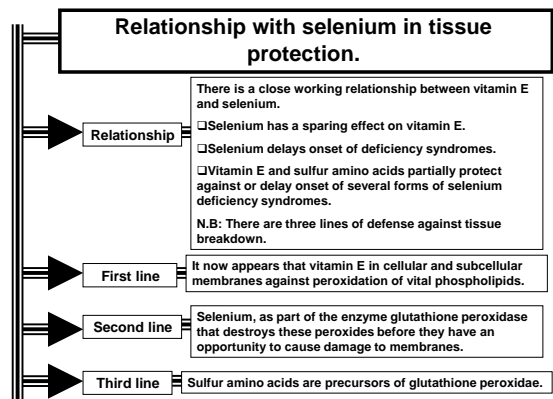 Relationship with selenium in tissue
protection.
Relationship
There is a close working relationship between vitamin E
and selenium.
❑Selenium has a sparing effect on vitamin E.
❑Selenium delays onset of deficiency syndromes.
❑Vitamin E and sulfur amino acids partially protect
against or delay onset of several forms of selenium
deficiency syndromes.
N.B: There are three lines of defense against tissue
breakdown.
First line
It now appears that vitamin E in cellular and subcellular
membranes against peroxidation of vital phospholipids.
Second line
Selenium, as part of the enzyme glutathione peroxidase
that destroys these peroxides before they have an
opportunity to cause damage to membranes.
Third line
Sulfur amino acids are precursors of glutathione peroxidae.